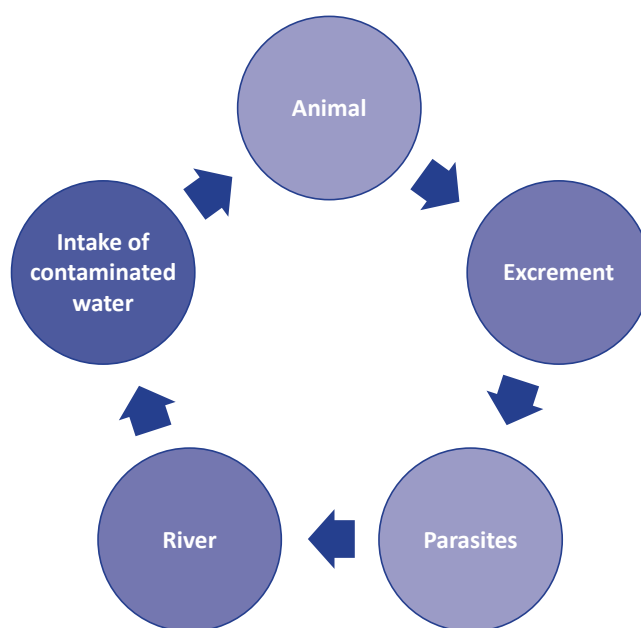 Animal
Excrement
Parasites
River
Intake of
contaminated
water